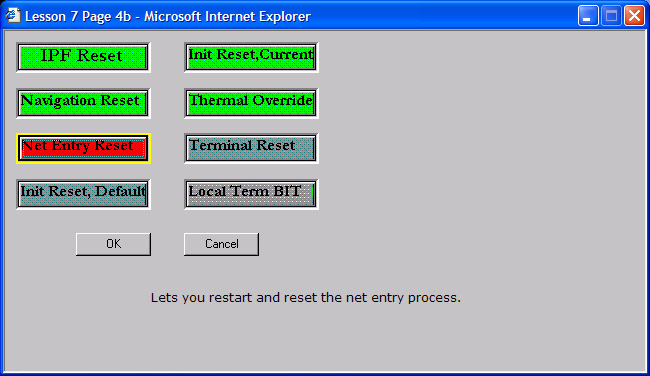 Lesson 7 Page 4b - Microsoft Internet Explorer
IPF Reset
Init Reset,Current
Navigation Reset
Thermal Override
Net Entry Reset
Terminal Reset
Init Reset, Default
Local Term BIT
OK
Cancel
Lets you restart and reset the net entry process.